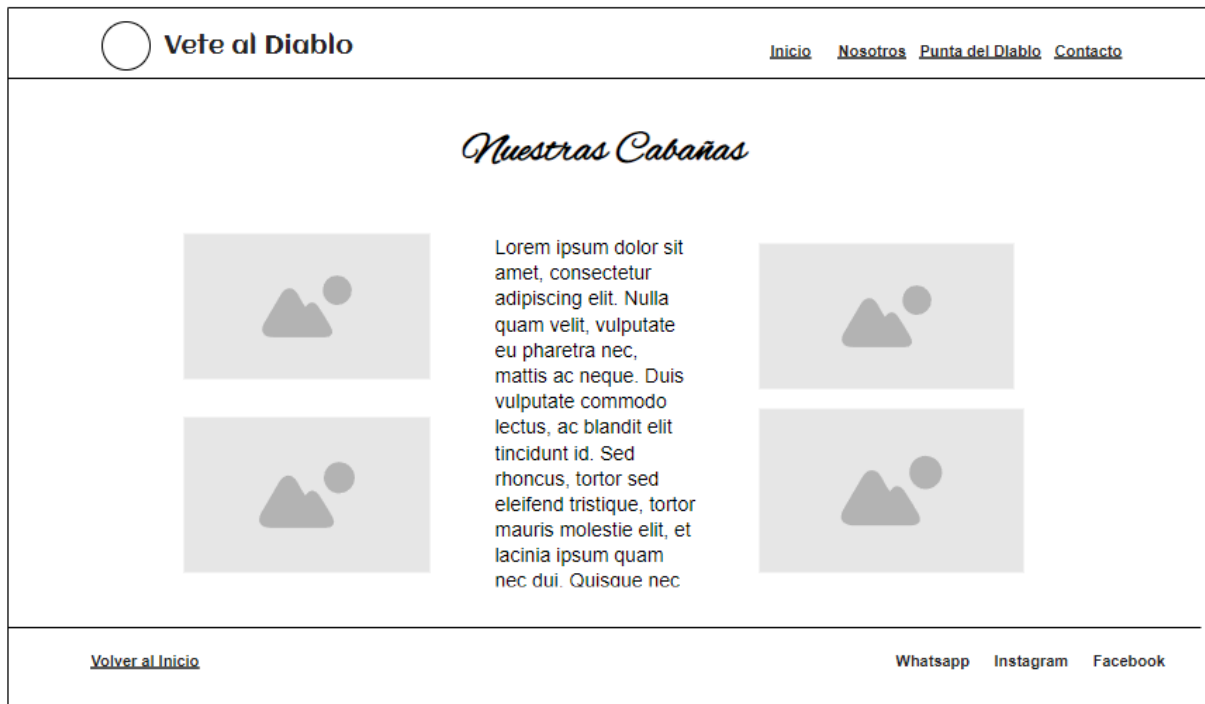 Vete al Diablo
Inicio Nosotros Punta del DIablo Contacto
Nuestras Cabañas
Lorem ipsum dolor sit
amet, consectetur
adipiscing elit. Nulla
quam velit, vulputate
eu pharetra nec,
mattis ac neque. Duis
vulputate commodo
lectus, ac blandit elit
tincidunt id. Sed
rhoncus, tortor sed
eleifend tristique, tortor
mauris molestie elit, et
lacinia ipsum quam
nec dui. Quisque nec
Volver al Inicio
Whatsapp Instagram Facebook